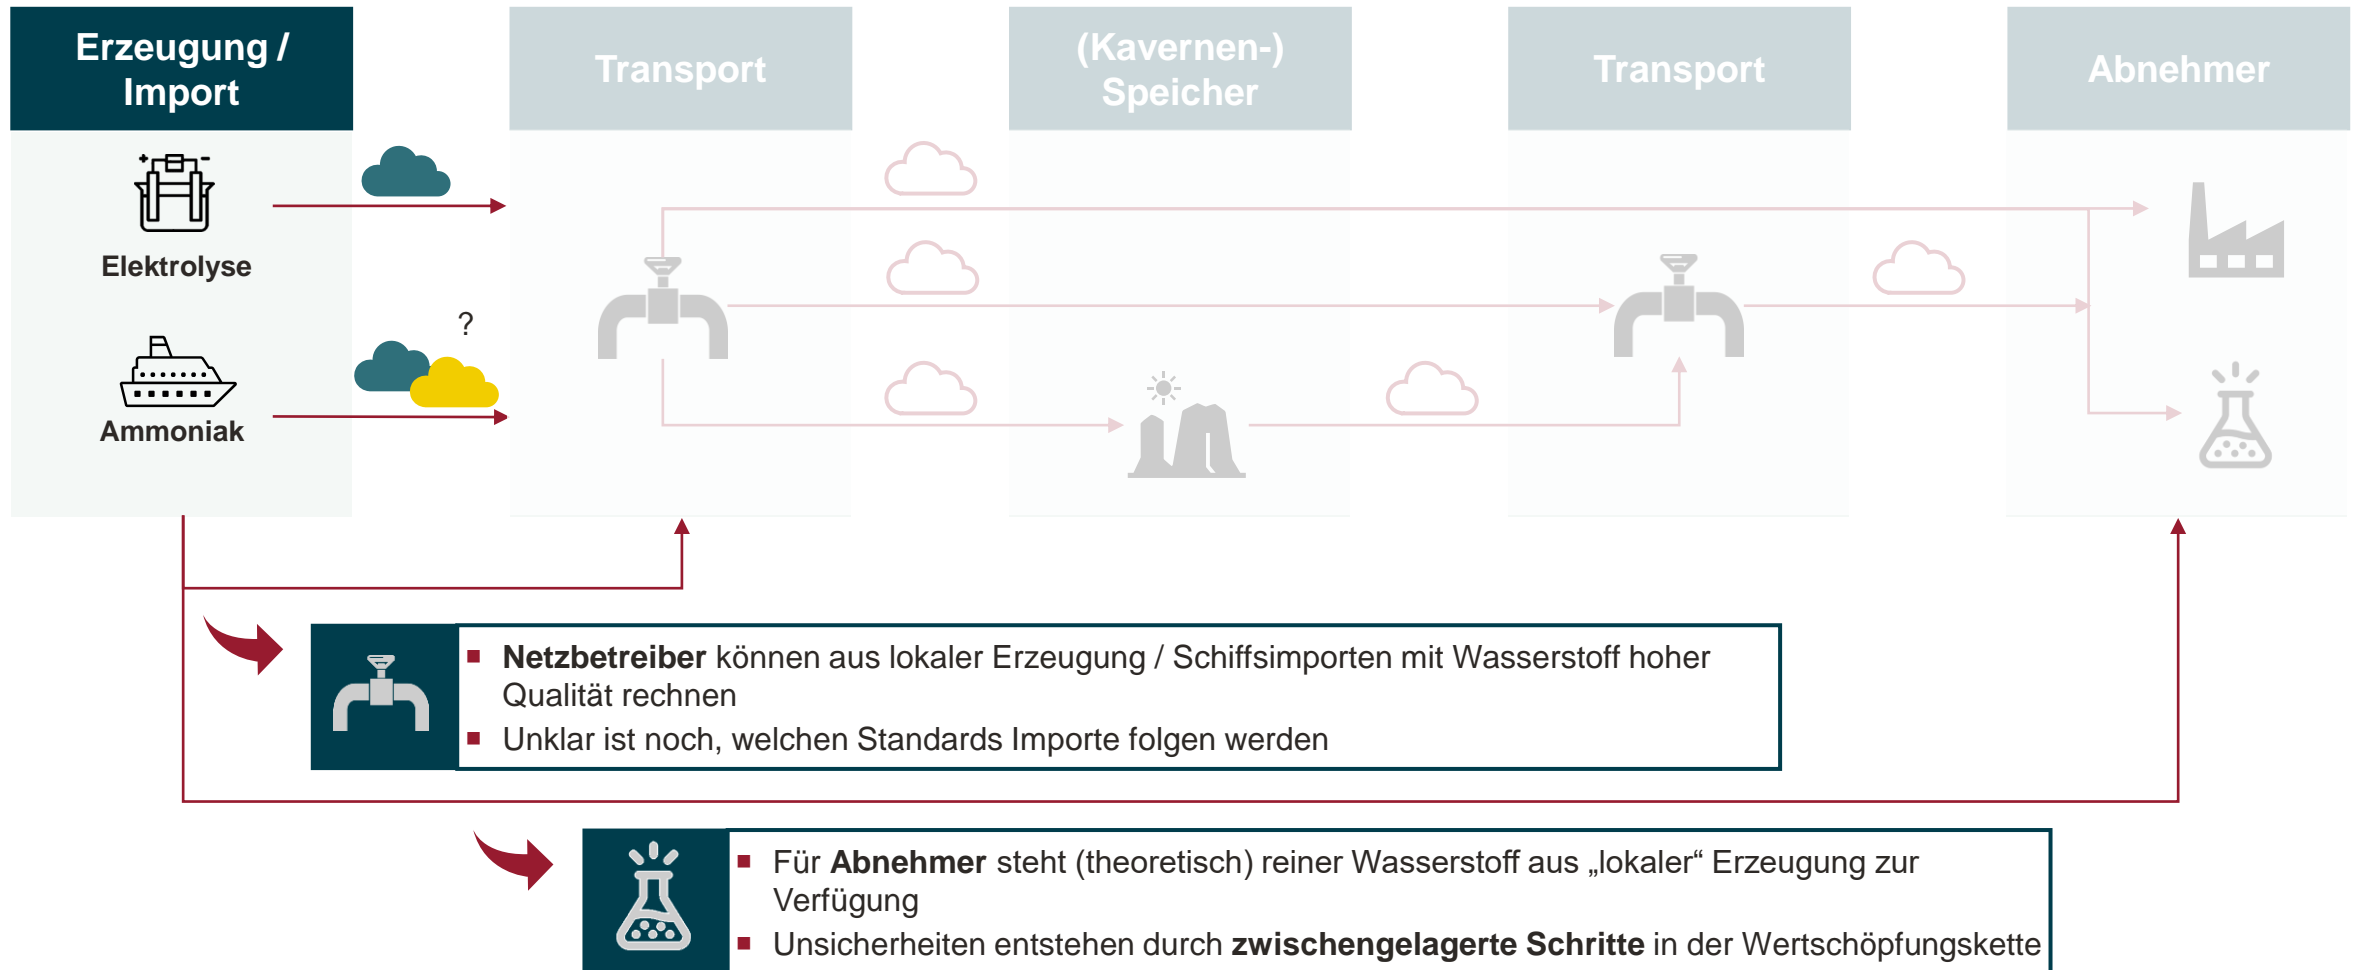 Erzeugung /
Import
Transport
(Kavernen-)
Speicher
Transport
Abnehmer
Elektrolyse
?
Ammoniak
Netzbetreiber können aus lokaler Erzeugung / Schiffsimporten mit Wasserstoff hoher
Qualität rechnen
Unklar ist noch, welchen Standards Importe folgen werden
Für Abnehmer steht (theoretisch) reiner Wasserstoff aus „lokaler“ Erzeugung zur
Verfügung
Unsicherheiten entstehen durch zwischengelagerte Schritte in der Wertschöpfungskette